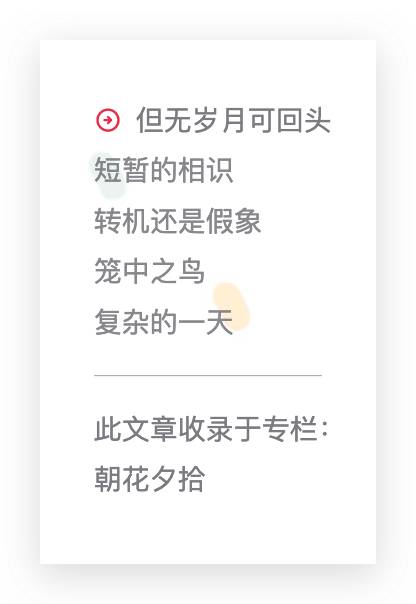 但无岁月可回头
短暂的相识
转机还是假象
笼中之鸟
复杂的一天
此文章收录于专栏：
朝花夕拾